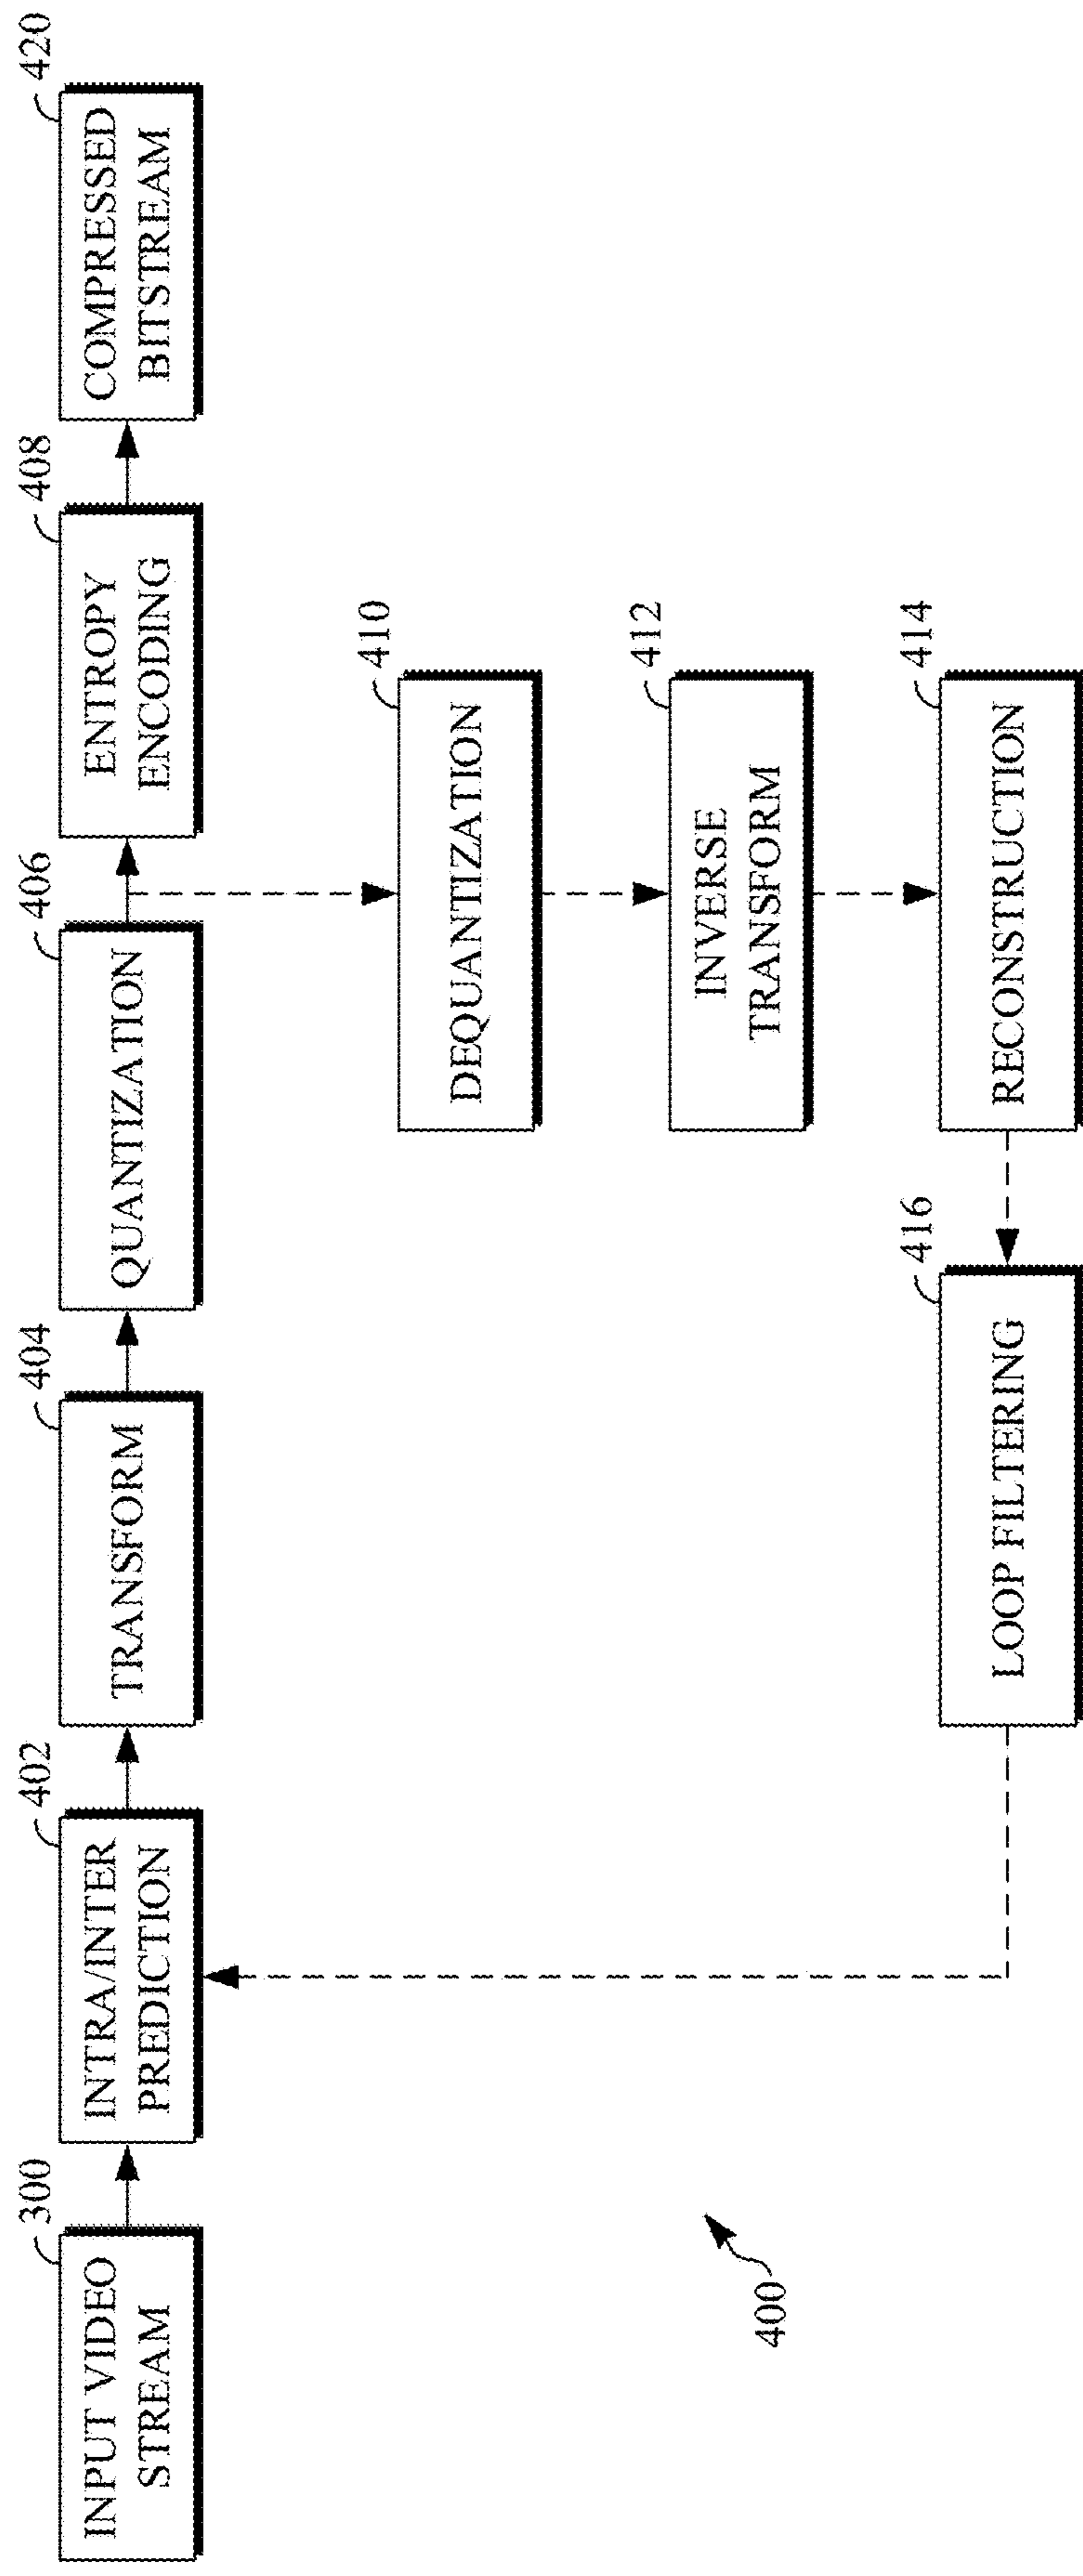 300
INPUT VIDEO
STREAM
402
INTRA/INTER
PREDICTION
404
TRANSFORM
406
QUANTIZATION
408
ENTROPY
ENCODING
420
COMPRESSED
BITSTREAM
410
DEQUANTIZATION
412
INVERSE
TRANSFORM
416
LOOP FILTERING
414
RECONSTRUCTION
400